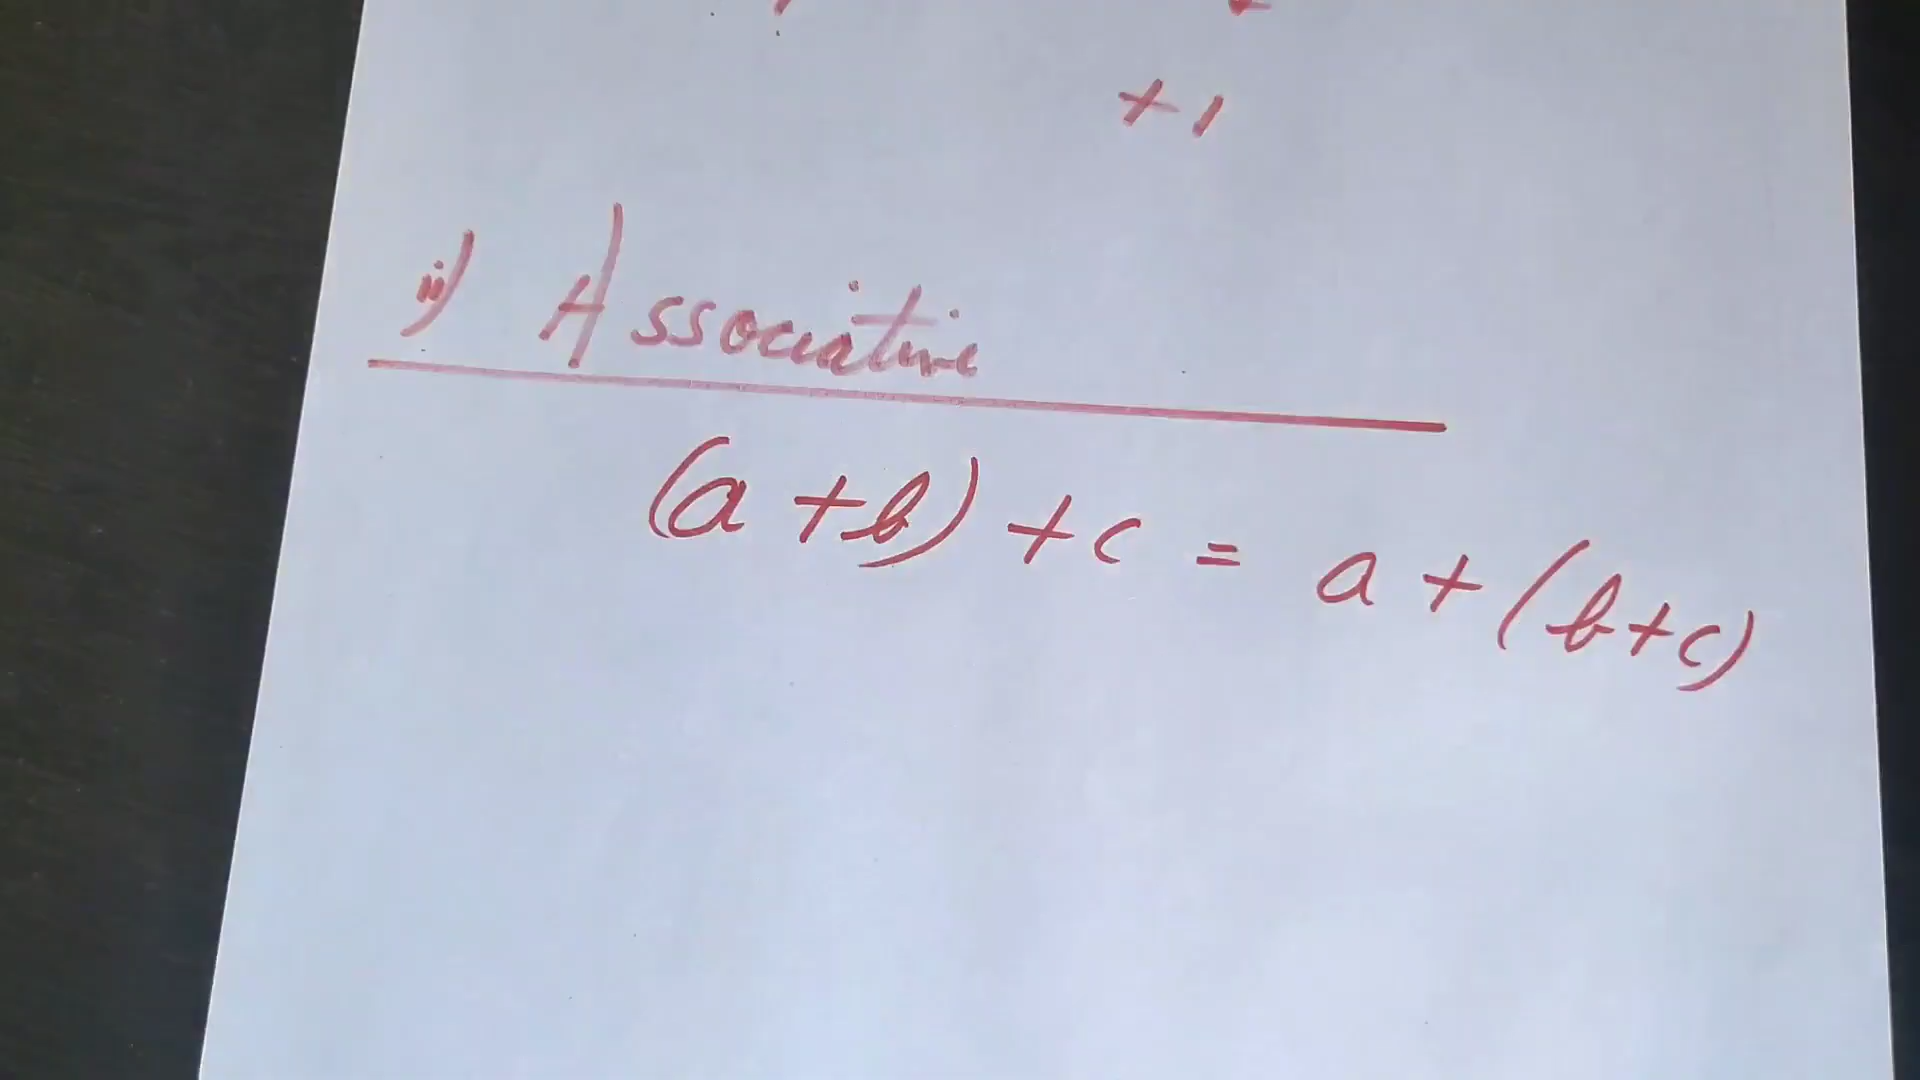 +1
ii) Associative
(a+b)+c = a+(b+c)